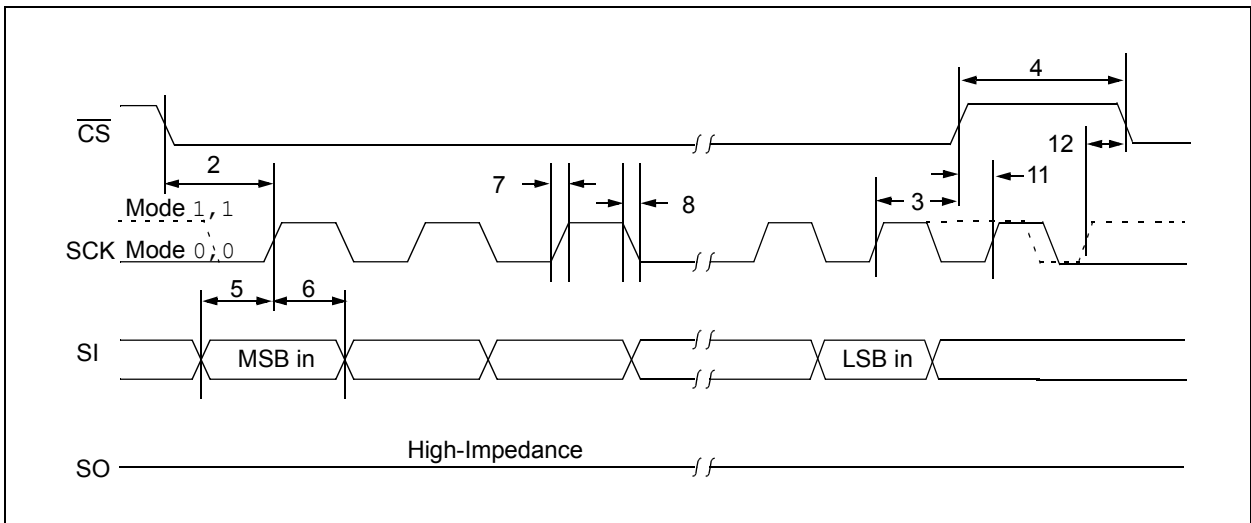 4
CS
12
2
7
8
3
11
Mode 1,1
SCK Mode 0,0
5
6
SI
MSB in
LSB in
High-Impedance
SO